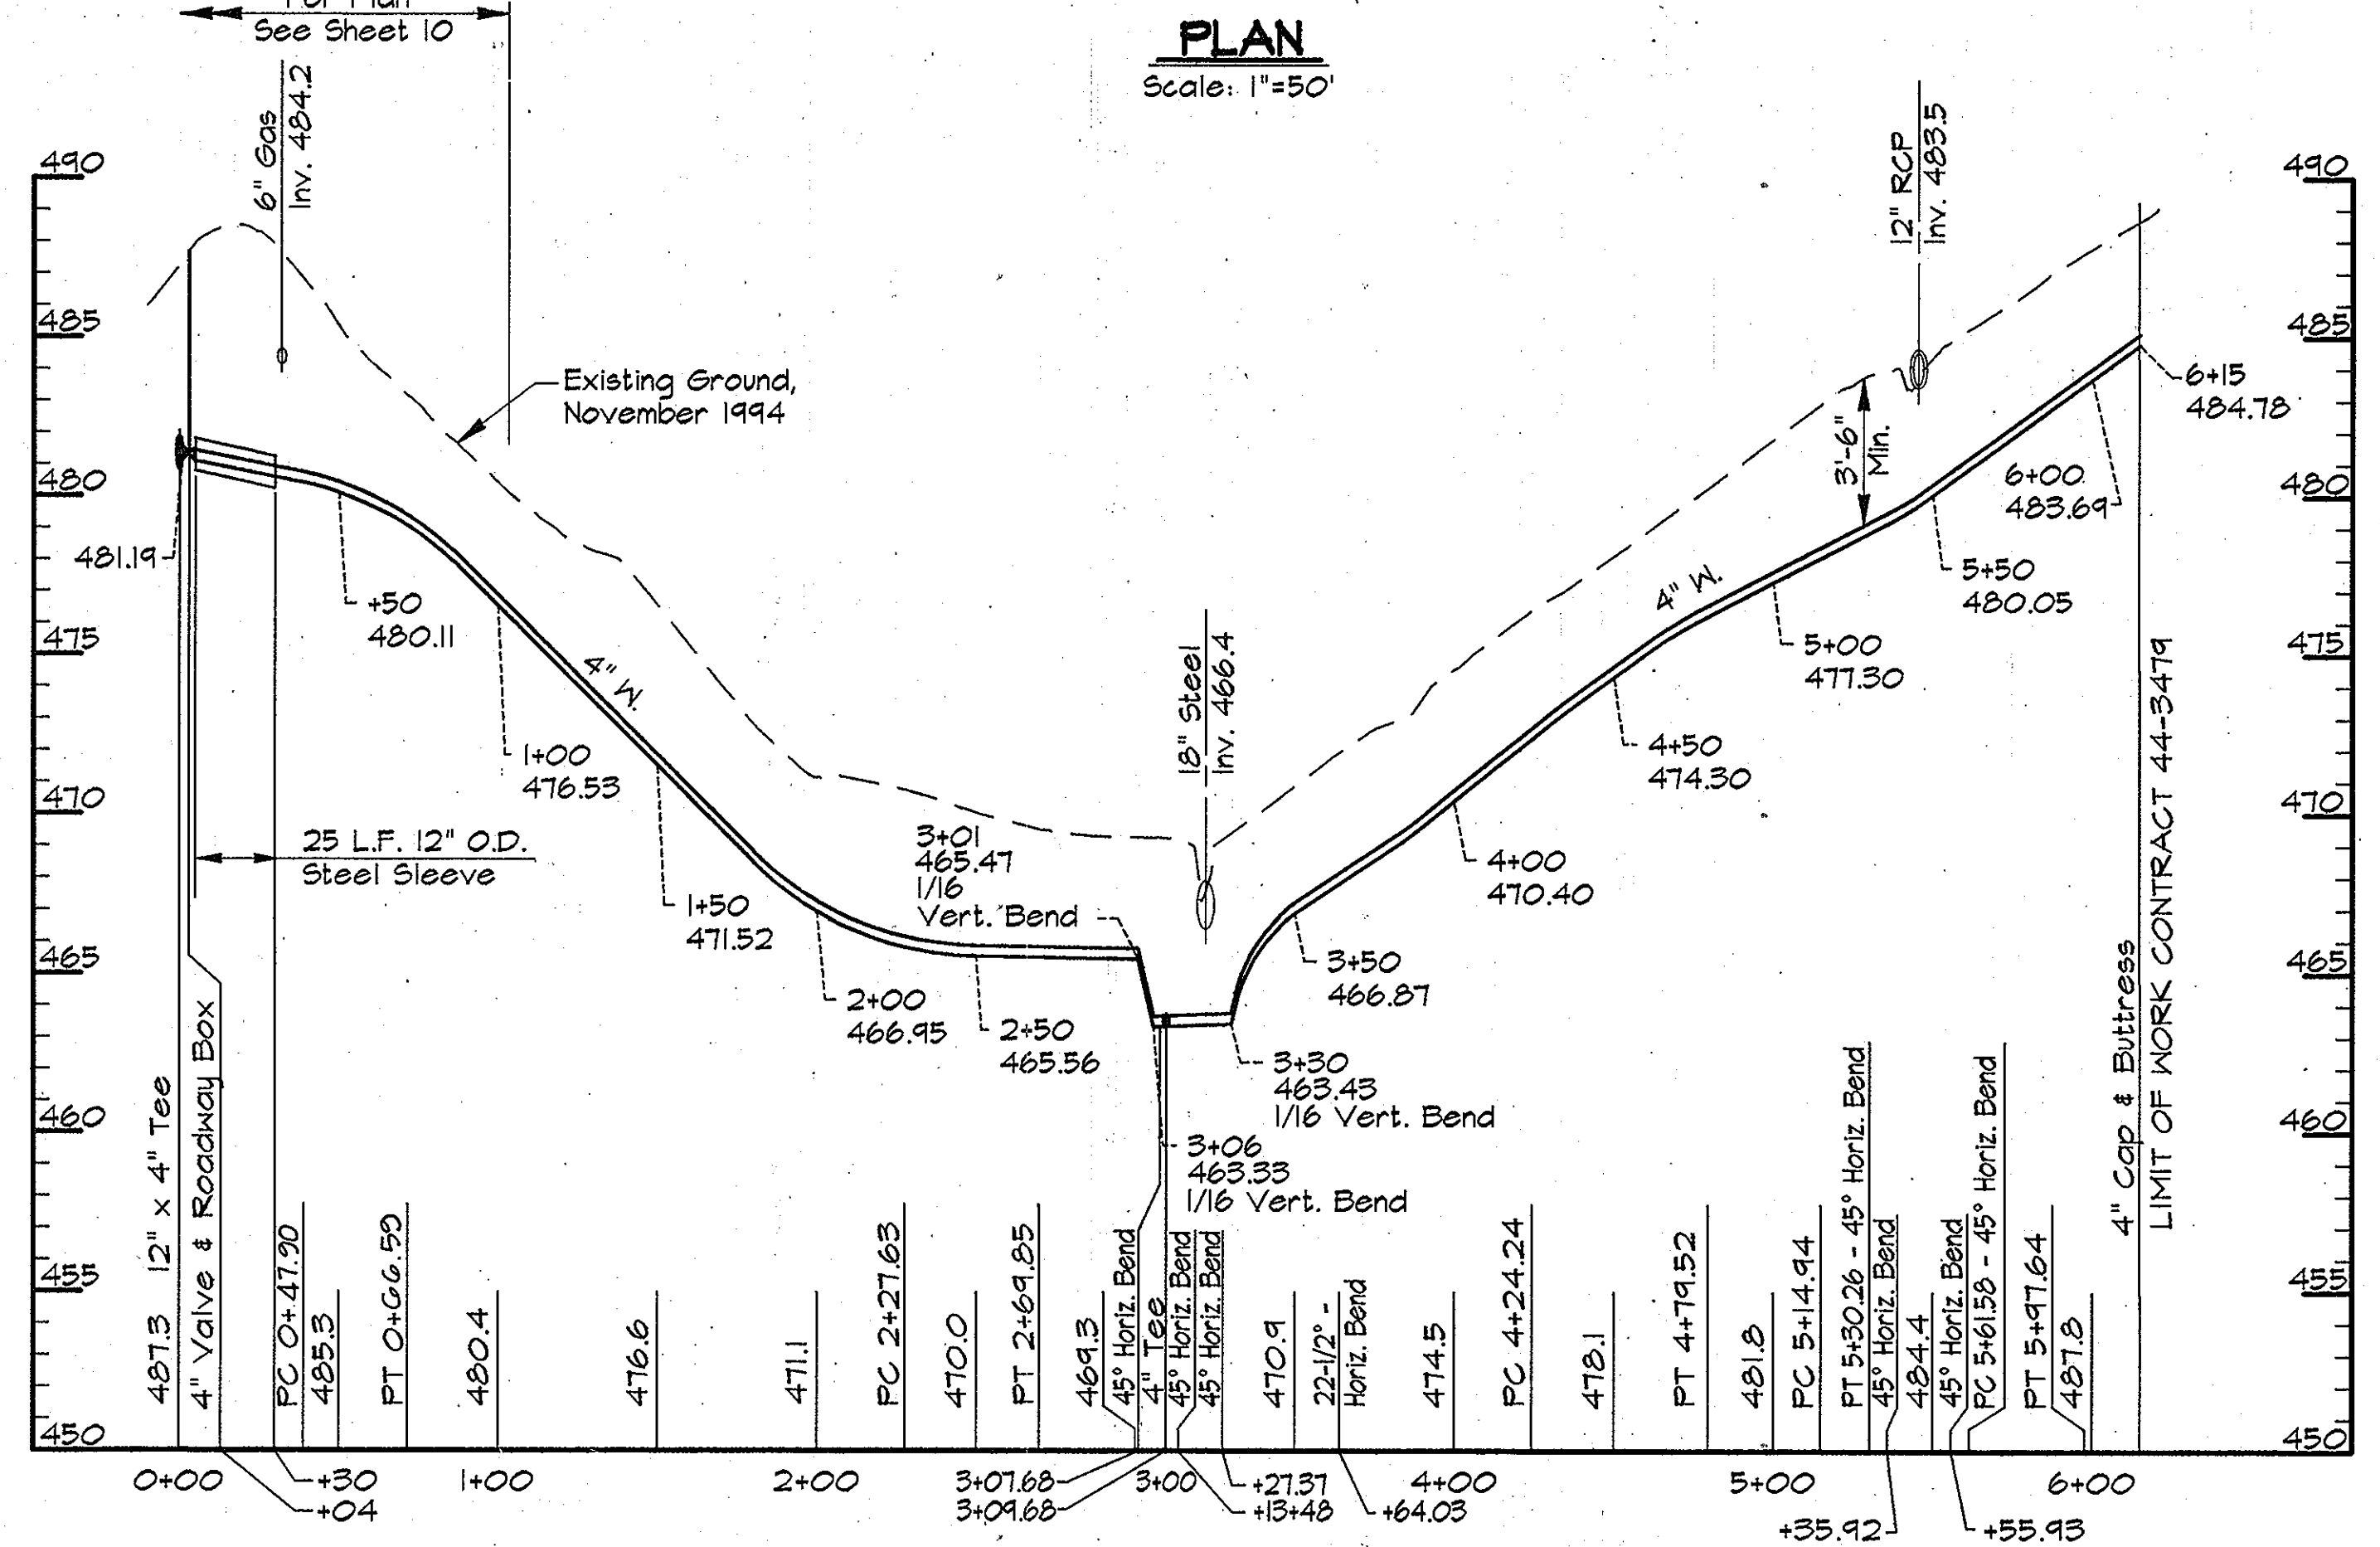 See Sheet 10
PLAN
Scale: 1"=50'
6" Gas
Inv. 484.2
12" RCP
Inv. 483.5
490
485
480
475
470
465
460
455
450
490
485
480
475
470
465
460
455
450
Existing Ground,
November 1994
481.19
+50
480.11
4" W.
1+00
476.53
25 L.F. 12" O.D.
Steel Sleeve
1+50
471.52
2+00
466.95
2+50
465.56
3+01
465.47
1/16
Vert. Bend
18" Steel
Inv. 466.4
3+06
463.33
1/16 Vert. Bend
3+30
463.43
1/16 Vert. Bend
3+50
466.87
4+00
470.40
4+50
474.30
4" W.
5+00
477.30
3'-6"
Min.
5+50
480.05
6+00
483.69
6+15
484.78
487.3 12" x 4" Tee
4" Valve & Roadway Box
PC 0+47.90
485.3
PT 0+66.59
480.4
476.6
471.1
PC 2+27.63
470.0
PT 2+69.85
469.3
45° Horiz. Bend
4" Tee
45° Horiz. Bend
45° Horiz. Bend
470.9
22-1/2° -
Horiz. Bend
474.5
PC 4+24.24
478.1
PT 4+79.52
481.8
PC 5+14.94
PT 5+30.26 - 45° Horiz. Bend
45° Horiz. Bend
484.4
45° Horiz. Bend
PC 5+61.58 - 45° Horiz. Bend
PT 5+97.64
487.8
4" Cap & Buttress
LIMIT OF WORK CONTRACT 44-3479
0+00
+30
+04
1+00
2+00
3+07.68
3+09.68
3+00
+27.37
+13+48
+64.03
4+00
5+00
+35.92
+55.93
6+00